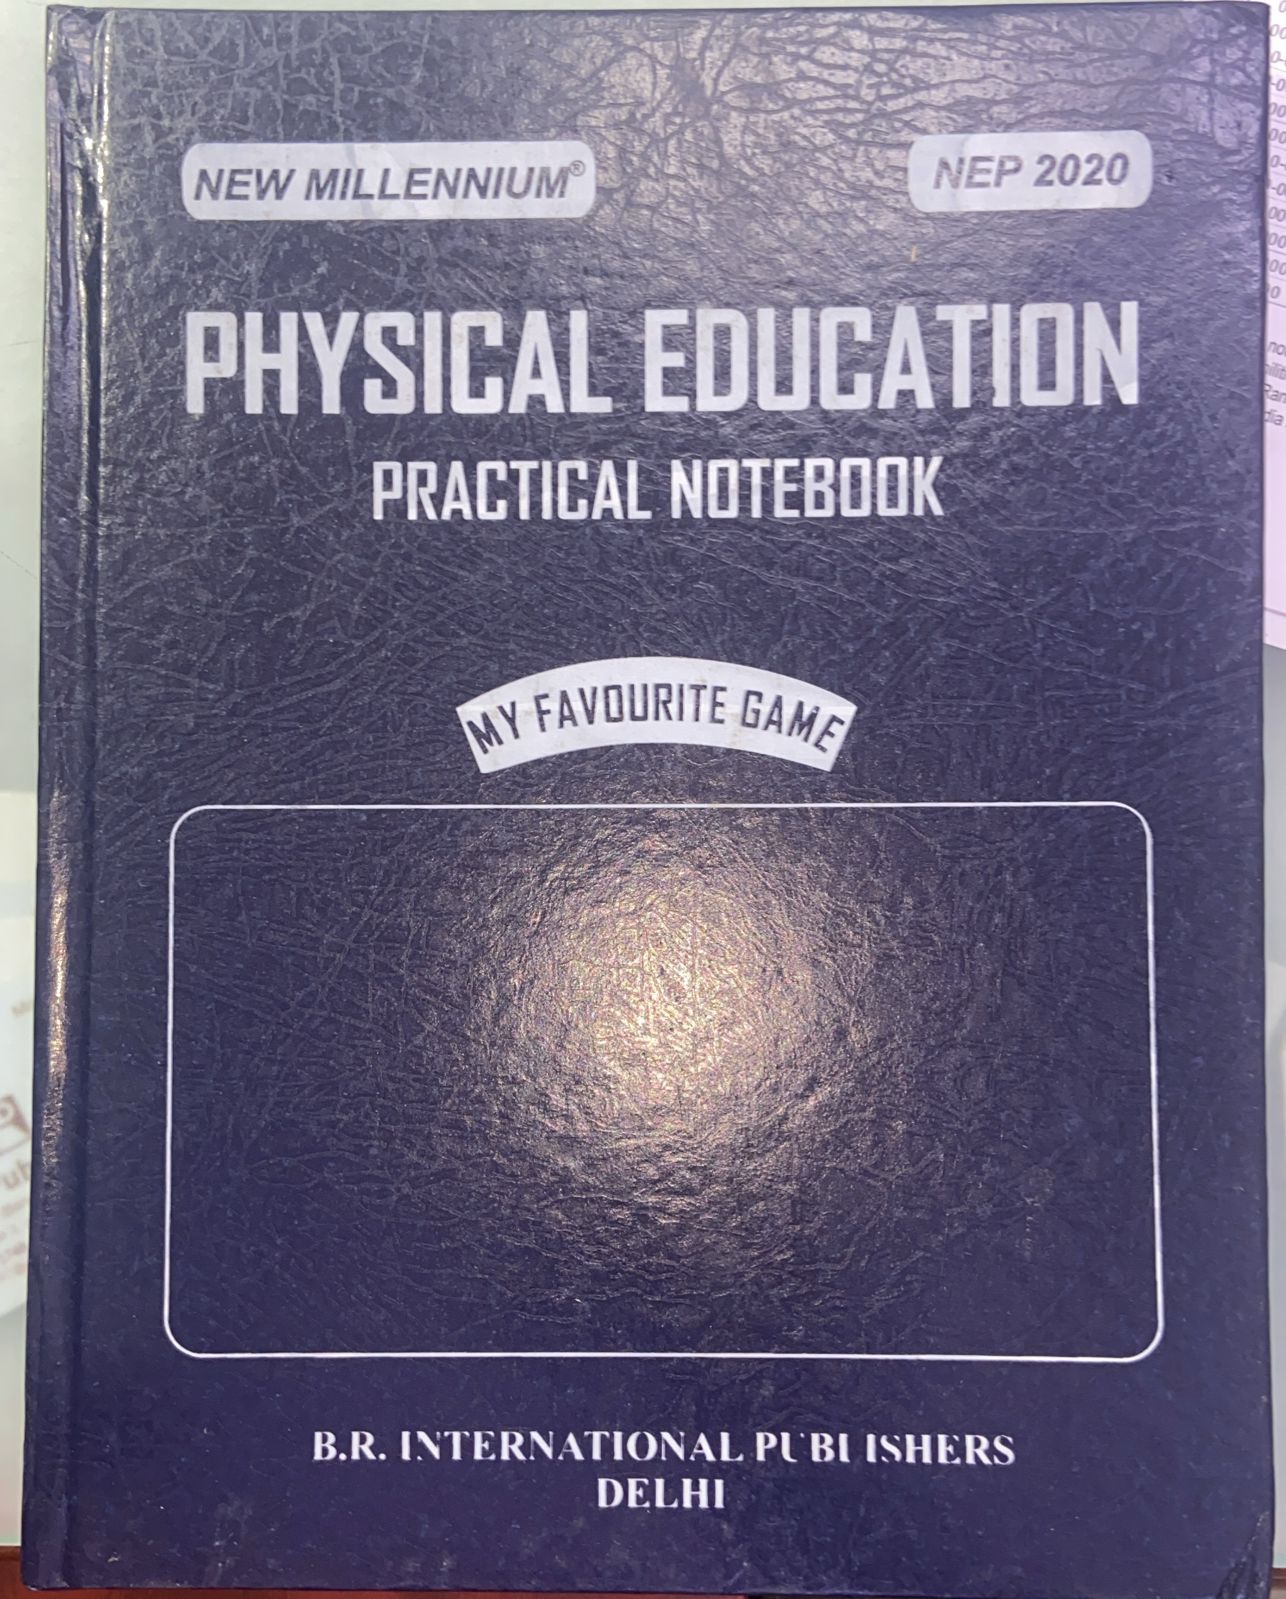 NEW MILLENNIUM®
NEP 2020
PHYSICAL EDUCATION
PRACTICAL NOTEBOOK
MY FAVOURITE GAME
B.R. INTERNATIONAL PUBLISHERS
DELHI